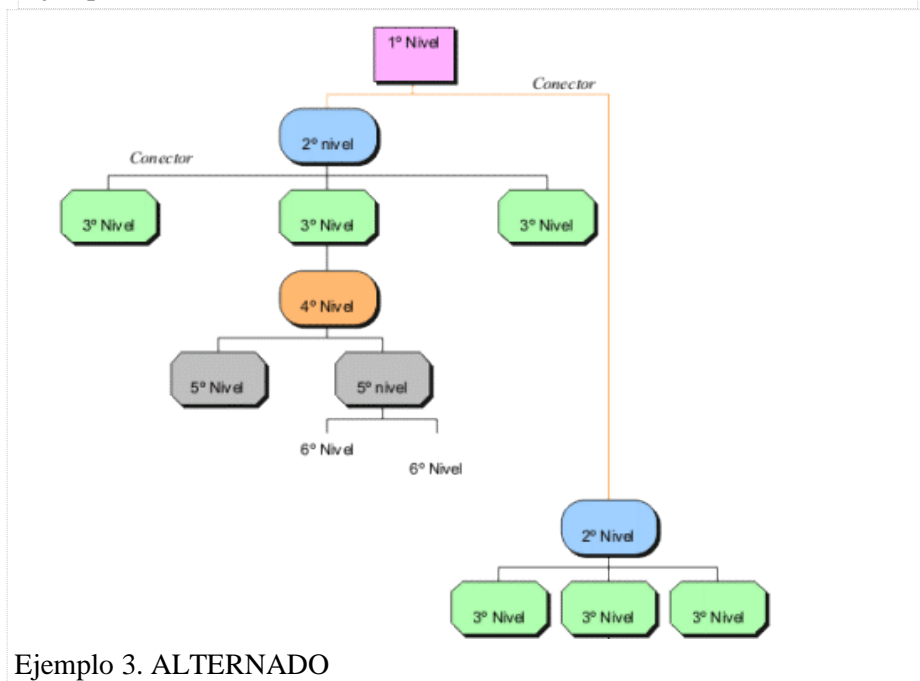 1º Nivel
Conector
2º nivel
Conector
3º Nivel
3º Nivel
3º Nivel
4º Nivel
5º Nivel
5º nivel
6º Nivel
6º Nivel
2º Nivel
3º Nivel
3º Nivel
3º Nivel
Ejemplo 3. ALTERNADO